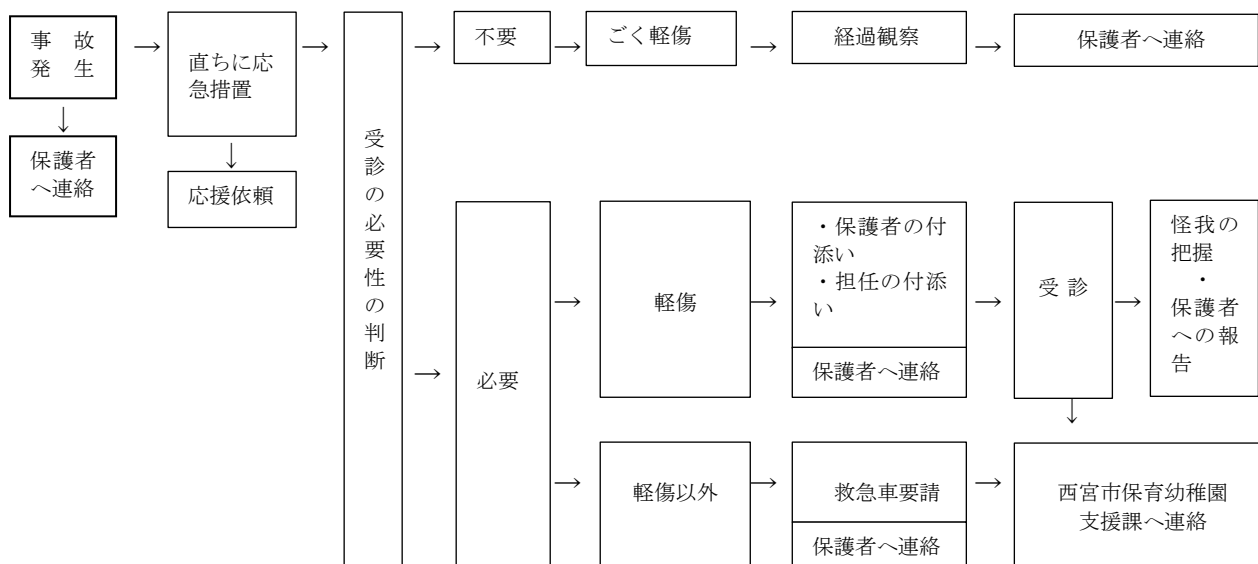 事 故
発 生
保護者
へ連絡
直ちに応
急措置
応援依頼
受診の必要性の判断
不要
ごく軽傷
経過観察
保護者へ連絡
必要
軽傷
・保護者の付
添い
・担任の付添
い
保護者へ連絡
受 診
怪我の
把握
・
保護者
への報
告
軽傷以外
救急車要請
保護者へ連絡
西宮市保育幼稚園
支援課へ連絡